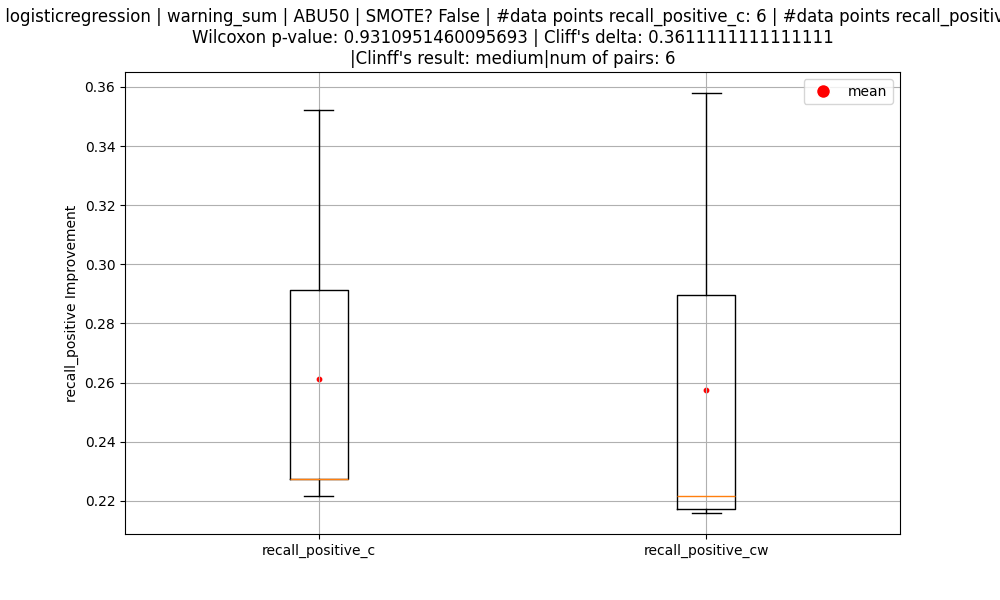 logisticregression | warning_sum | ABU50 | SMOTE? False | #data points recall_positive_c: 6 | #data points recall_positiv
Wilcoxon p-value: 0.9310951460095693 | Cliff's delta: 0.3611111111111111
|Clinff's result: medium|num of pairs: 6
mean
0.36
0.34
0.32
0.30
0.28
0.26
0.24
0.22
recall_positive Improvement
recall_positive_c
recall_positive_cw